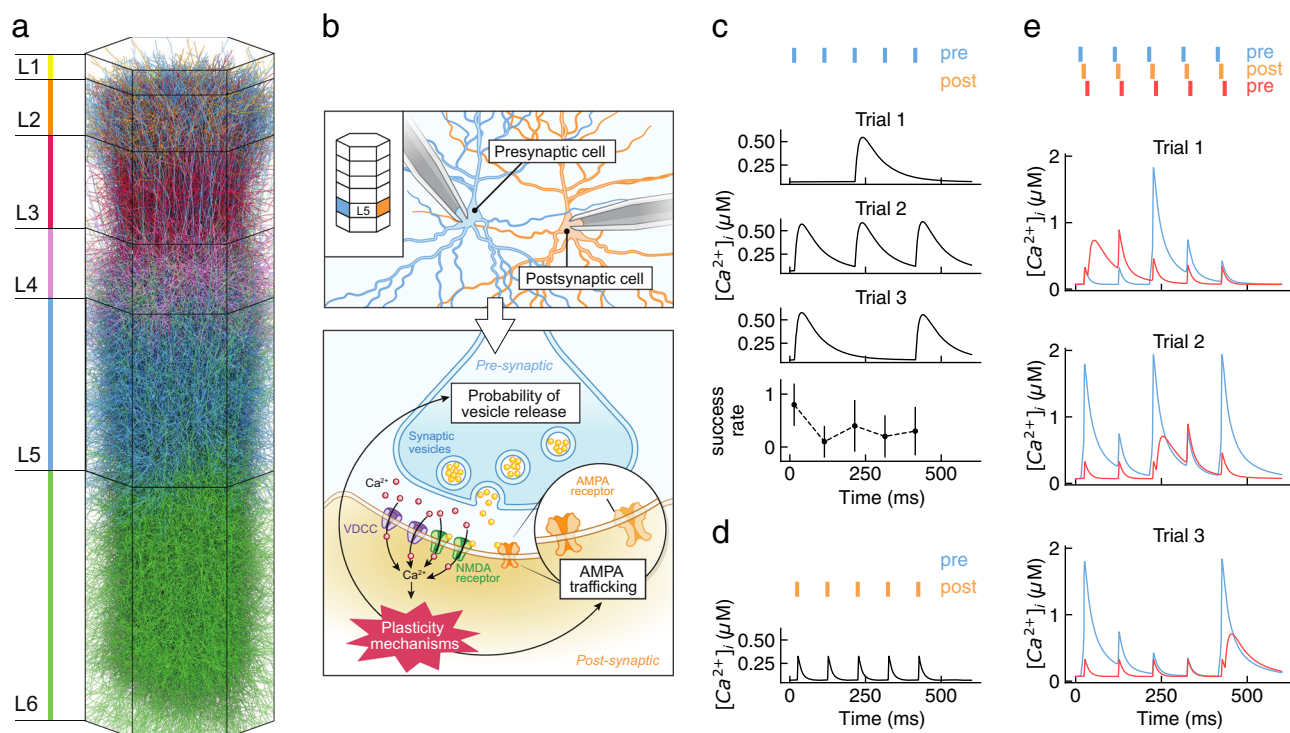 a
L1
L2
L3
L4
L5
L6
b
Presynaptic cell
L5
Postsynaptic cell
Pre-synaptic
Probability of
vesicle release
Synaptic
vesicles
Ca2+
VDCC
NMDA
receptor
Ca2+
AMPA
receptor
AMPA
trafficking
Plasticity
mechanisms
Post-synaptic
c
pre
post
Trial 1
0.50
0.25
Trial 2
0.50
0.25
[Ca2+]i (μM)
Trial 3
0.50
0.25
success
rate
1
0
0
250
500
Time (ms)
d
pre
post
[Ca2+]i (μM)
0.50
0.25
0
250
500
Time (ms)
e
pre
post
pre
Trial 1
[Ca2+]i (μM)
2
1
0
Trial 2
[Ca2+]i (μM)
2
1
0
Trial 3
[Ca2+]i (μM)
2
1
0
0
250
500
Time (ms)